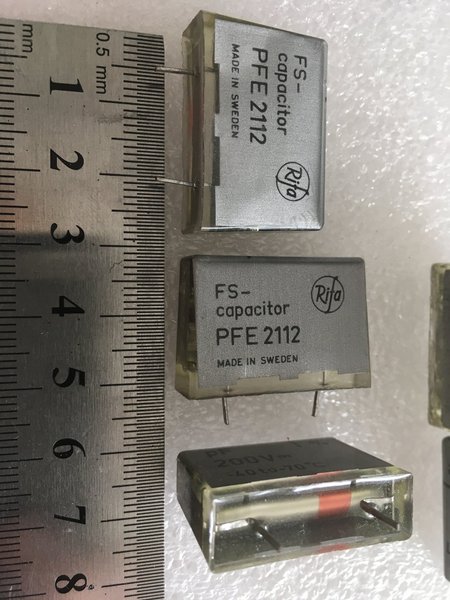 mm
0.5 mm
1
2
3
4
5
6
7
8
FS-
capacitor
PFE 2112
MADE IN SWEDEN
Rifa
FS-
capacitor
PFE 2112
MADE IN SWEDEN
Rifa
200V